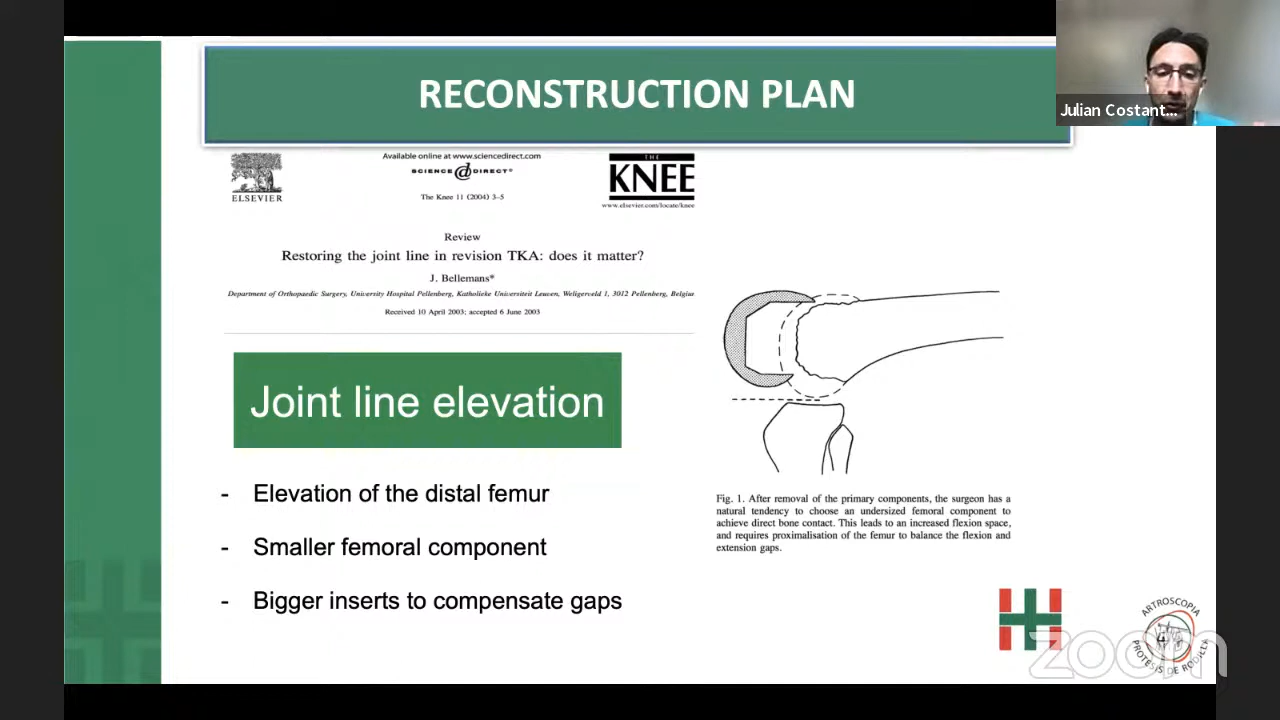 RECONSTRUCTION PLAN
Julian Costant...
ELSEVIER
Available online at www.sciencedirect.com
SCIENCE DIRECT®
The Knee 11 (2004) 3–5
THE
KNEE
www.elsevier.com/locate/knee
Review
Restoring the joint line in revision TKA: does it matter?
J. Bellemans*
Department of Orthopaedic Surgery, University Hospital Pellenberg, Katholieke Universiteit Leuven, Weligerveld 1, 3012 Pellenberg, Belgium
Received 10 April 2003; accepted 6 June 2003
Joint line elevation
- Elevation of the distal femur
- Smaller femoral component
- Bigger inserts to compensate gaps
Fig. 1. After removal of the primary components, the surgeon has a
natural tendency to choose an undersized femoral component to
achieve direct bone contact. This leads to an increased flexion space,
and requires proximalisation of the femur to balance the flexion and
extension gaps.
ARTROSCOPIA
PROTESIS DE RODILLA
zoom